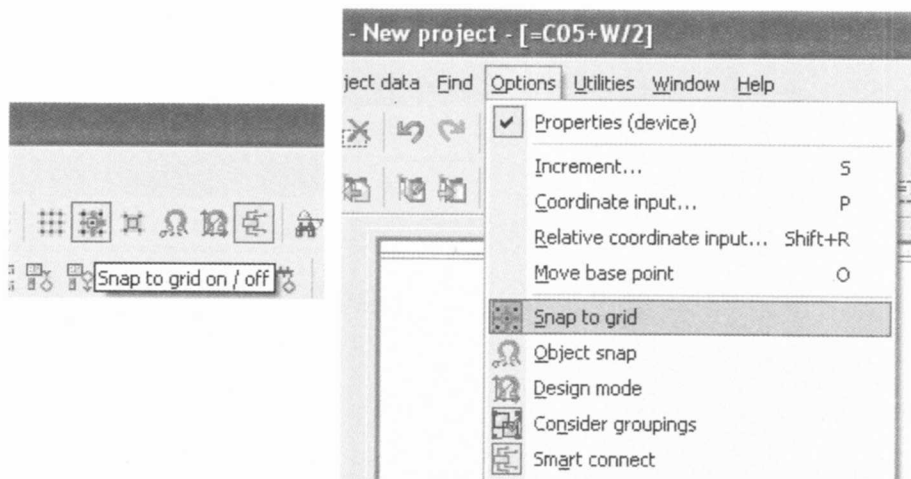 Snap to grid on / off
- New project - [=C05+W/2]
ject data Find Options Utilities Window Help
Properties (device)
Increment... S
Coordinate input... P
Relative coordinate input... Shift+R
Move base point O
Snap to grid
Object snap
Design mode
Consider groupings
Smart connect